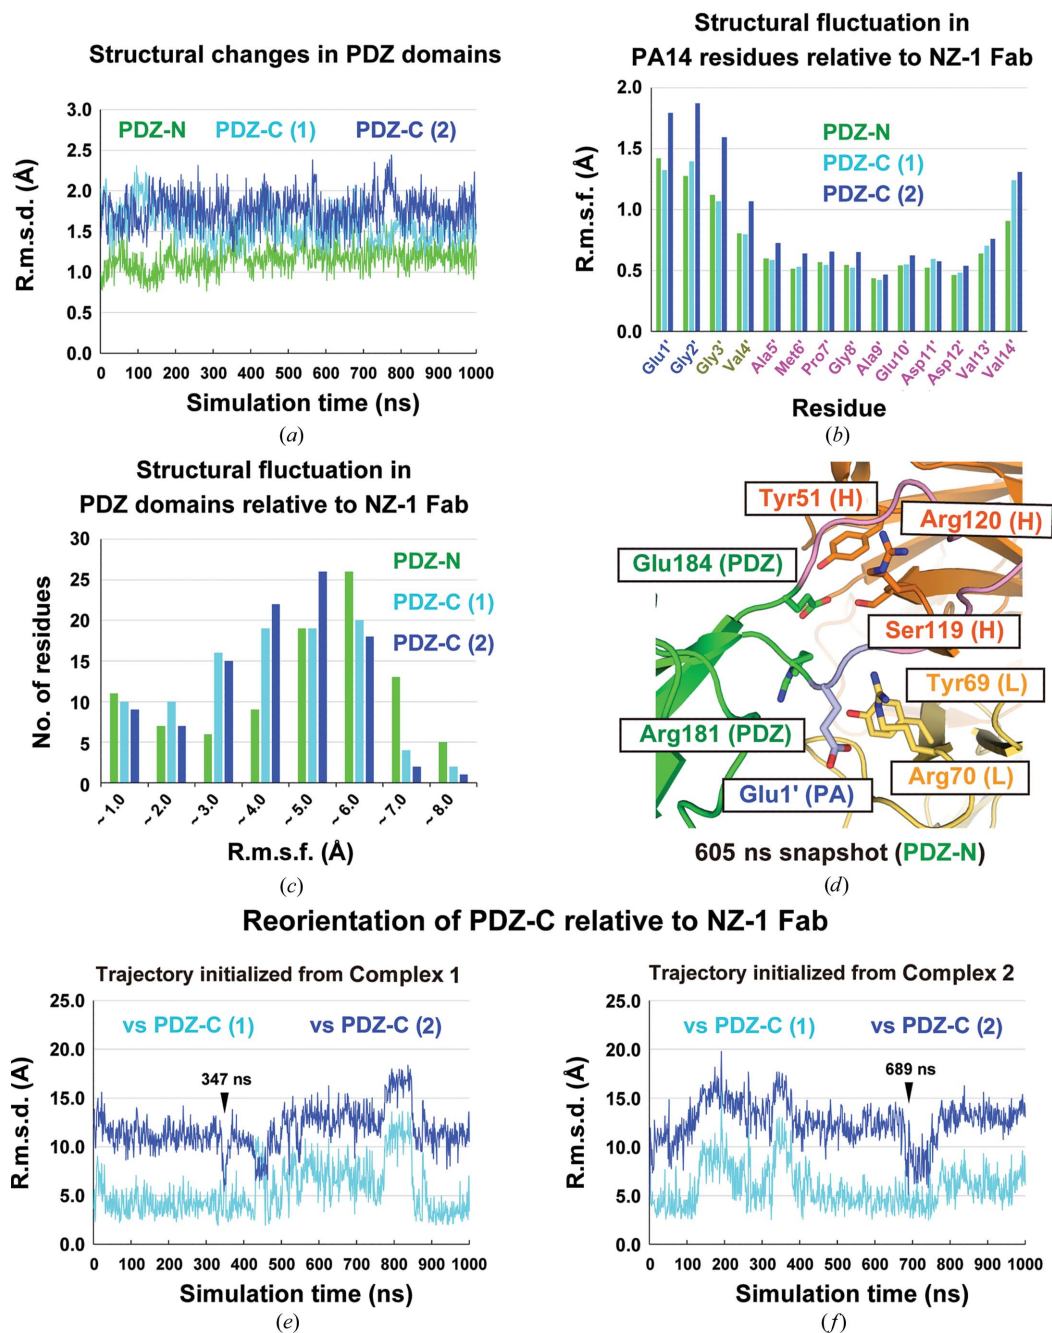 Structural changes in PDZ domains
R.m.s.d. (Å)
3.0
2.5
2.0
1.5
1.0
0.5
0.0
PDZ-N PDZ-C (1) PDZ-C (2)
0 100 200 300 400 500 600 700 800 900 1000
Simulation time (ns)
(a)
Structural fluctuation in
PA14 residues relative to NZ-1 Fab
R.m.s.f. (Å)
2.0
1.5
1.0
0.5
0.0
PDZ-N
PDZ-C (1)
PDZ-C (2)
Glu1' Gly2' Gly3' Val4' Ala5' Met6' Pro7' Gly8' Ala9' Glu10' Asp11' Asp12' Val13' Val14'
Residue
(b)
Structural fluctuation in
PDZ domains relative to NZ-1 Fab
No. of residues
30
25
20
15
10
5
0
PDZ-N
PDZ-C (1)
PDZ-C (2)
~ 1.0 ~ 2.0 ~ 3.0 ~ 4.0 ~ 5.0 ~ 6.0 ~ 7.0 ~ 8.0
R.m.s.f. (Å)
(c)
Tyr51 (H)
Arg120 (H)
Glu184 (PDZ)
Ser119 (H)
Tyr69 (L)
Arg181 (PDZ)
Arg70 (L)
Glu1' (PA)
605 ns snapshot (PDZ-N)
(d)
Reorientation of PDZ-C relative to NZ-1 Fab
Trajectory initialized from Complex 1
R.m.s.d. (Å)
25.0
20.0
15.0
10.0
5.0
0.0
vs PDZ-C (1) vs PDZ-C (2)
347 ns
0 100 200 300 400 500 600 700 800 900 1000
Simulation time (ns)
(e)
Trajectory initialized from Complex 2
R.m.s.d. (Å)
25.0
20.0
15.0
10.0
5.0
0.0
vs PDZ-C (1) vs PDZ-C (2)
689 ns
0 100 200 300 400 500 600 700 800 900 1000
Simulation time (ns)
(f)